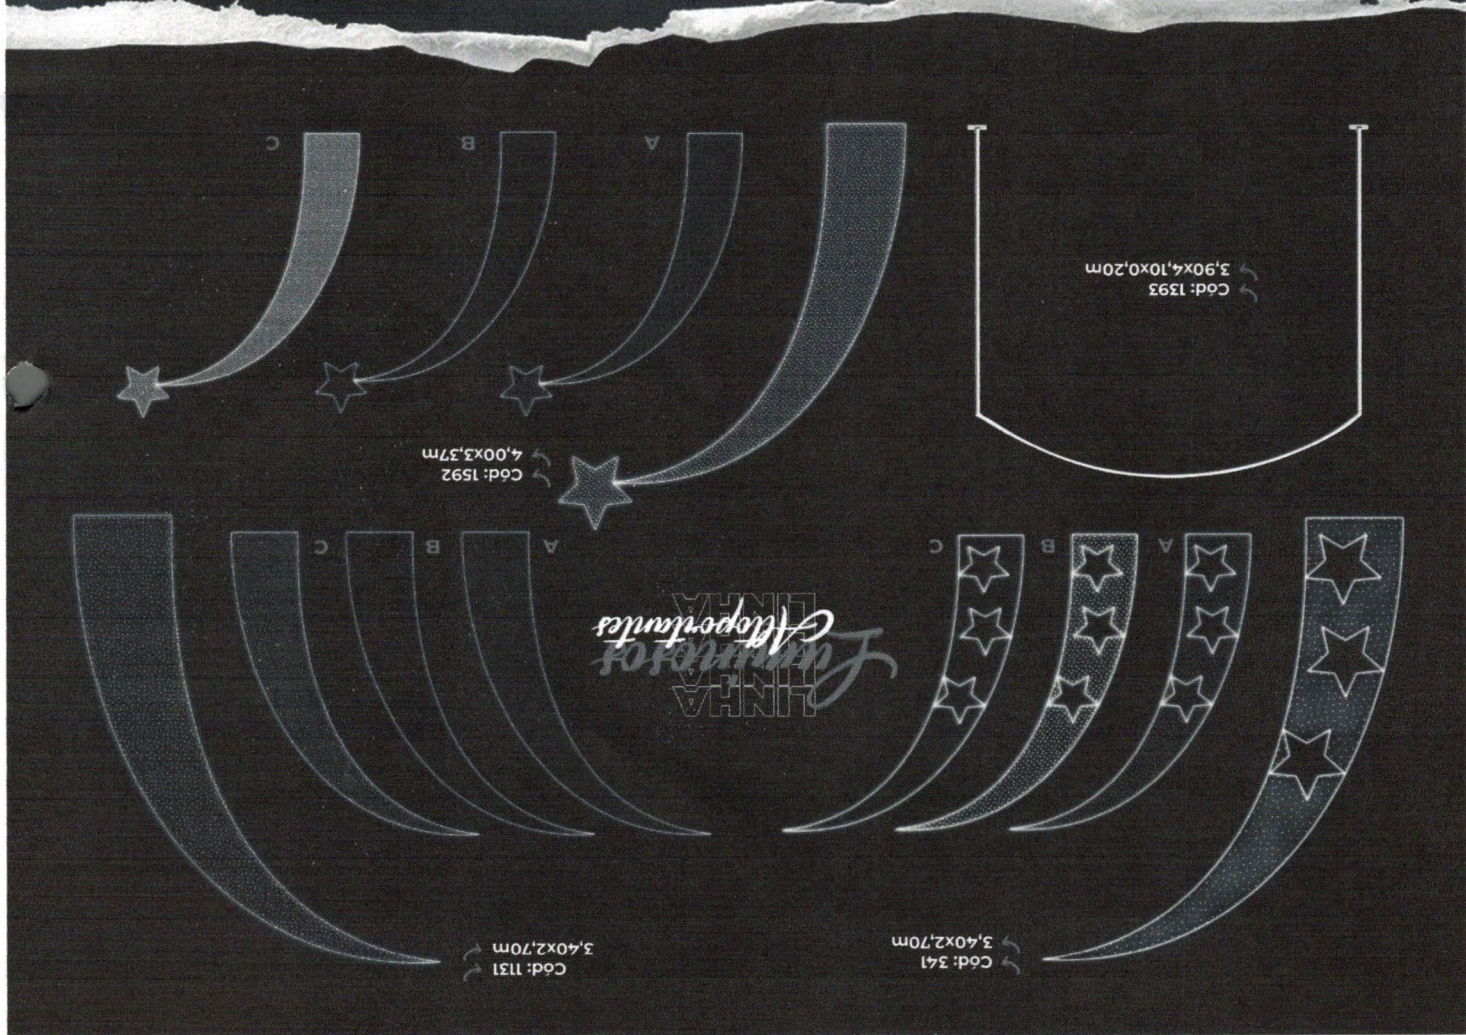 Cód: 341
3,40x2,70m
Cód: 1131
3,40x2,70m
LINHA
Luminosos
LINHA
Autoportantes
A B C
A B C
Cód: 1592
4,00x3,37m
Cód: 1393
3,90x4,10x0,20m
A B C